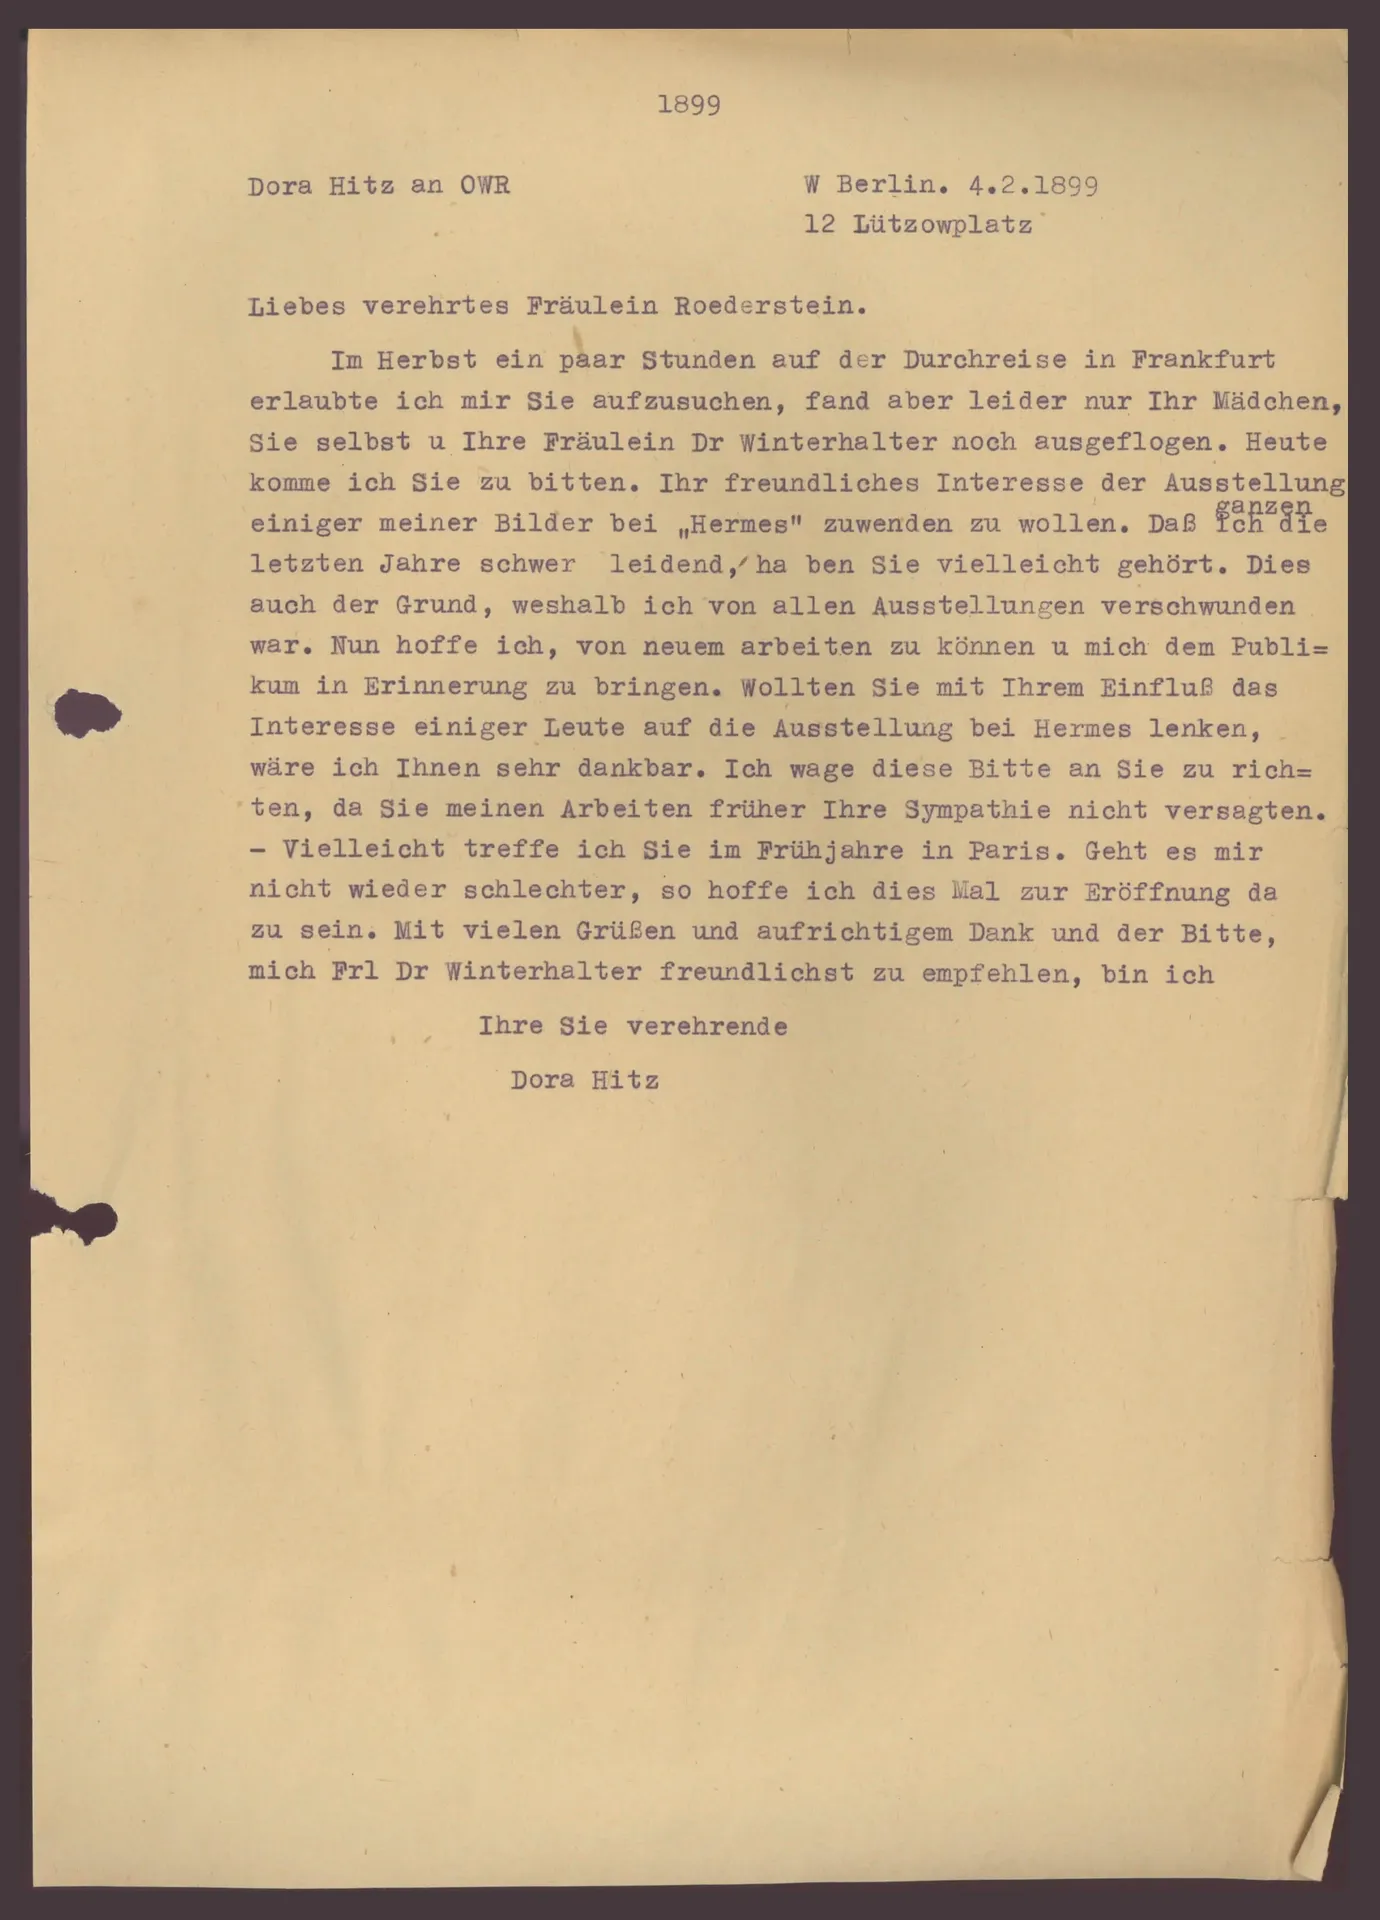 1899
Dora Hitz an OWR
W Berlin. 4.2.1899
12 Lützowplatz
Liebes verehrtes Fräulein Roederstein.
Im Herbst ein paar Stunden auf der Durchreise in Frankfurt
erlaubte ich mir Sie aufzusuchen, fand aber leider nur Ihr Mädchen,
Sie selbst u Ihre Fräulein Dr Winterhalter noch ausgeflogen. Heute
komme ich Sie zu bitten. Ihr freundliches Interesse der Ausstellung
ganzen
einiger meiner Bilder bei „Hermes" zuwenden zu wollen. Daß ich die
letzten Jahre schwer leidend, ha ben Sie vielleicht gehört. Dies
auch der Grund, weshalb ich von allen Ausstellungen verschwunden
war. Nun hoffe ich, von neuem arbeiten zu können u mich dem Publi=
kum in Erinnerung zu bringen. Wollten Sie mit Ihrem Einfluß das
Interesse einiger Leute auf die Ausstellung bei Hermes lenken,
wäre ich Ihnen sehr dankbar. Ich wage diese Bitte an Sie zu rich=
ten, da Sie meinen Arbeiten früher Ihre Sympathie nicht versagten.
– Vielleicht treffe ich Sie im Frühjahre in Paris. Geht es mir
nicht wieder schlechter, so hoffe ich dies Mal zur Eröffnung da
zu sein. Mit vielen Grüßen und aufrichtigem Dank und der Bitte,
mich Frl Dr Winterhalter freundlichst zu empfehlen, bin ich
Ihre Sie verehrende
Dora Hitz